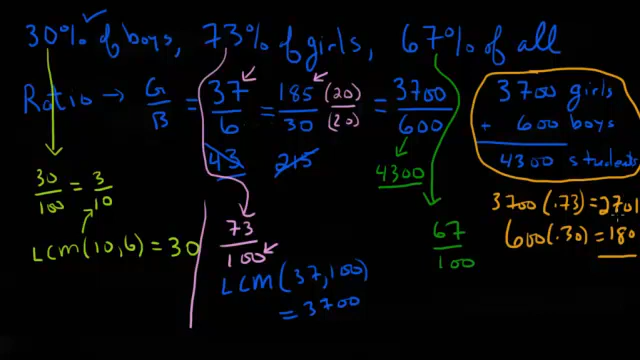 30% of boys, 73% of girls, 67% of all
Ratio → G/B = 37/6 = 185/30 (20)/(20) = 3700/600
43 215
4300
3700 girls
+ 600 boys
4300 students
30/100 = 3/10
LCM(10,6) = 30
73/100
LCM(37,100)
= 3700
67/100
3700(.73) = 2701
600(.30) = 180